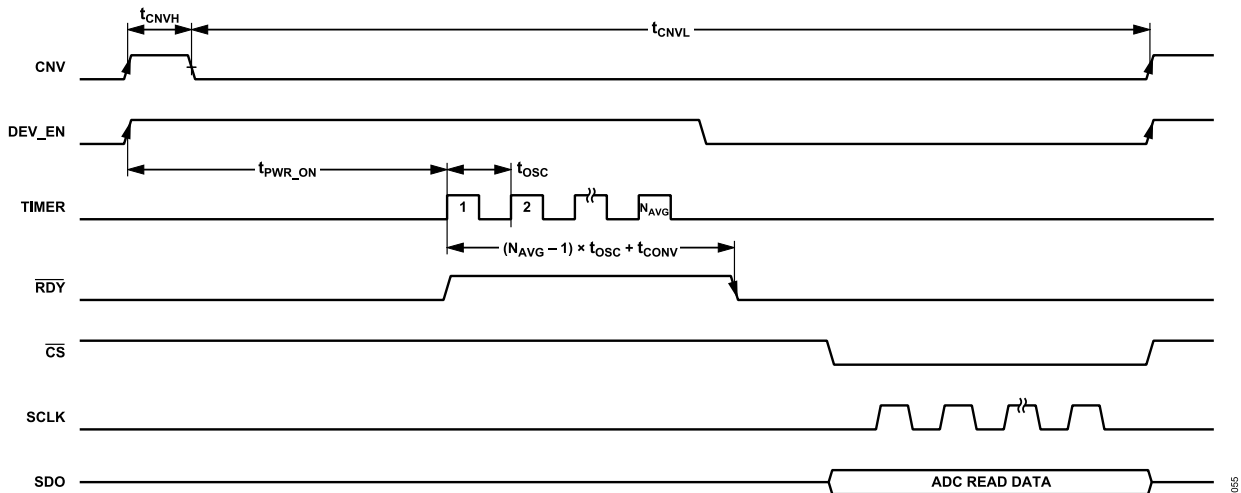 tCNVH
tCNVL
CNV
DEV_EN
tPWR_ON
tOSC
TIMER
1
2
NAVG
(NAVG – 1) × tOSC + tCONV
RDY
CS
SCLK
SDO
ADC READ DATA
055